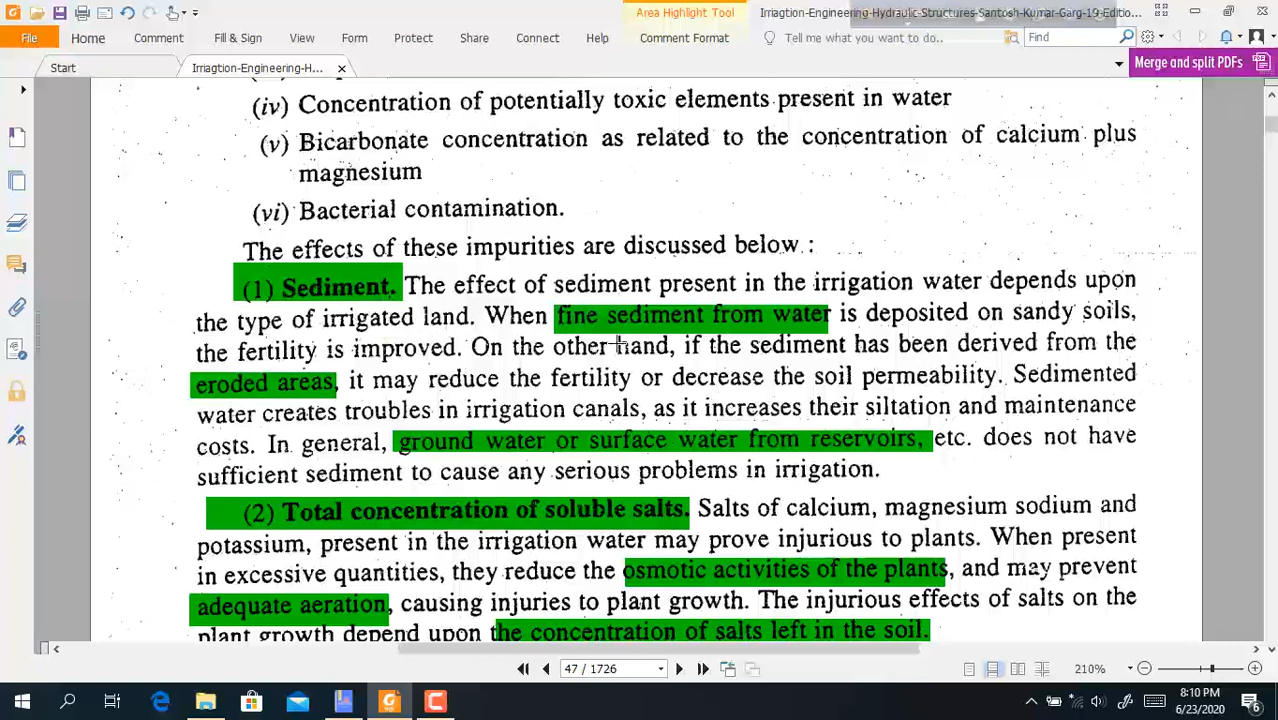 Area Highlight Tool
Irriagtion-Engineering-Hydraulic-Structures-Santosh-Kumar-Garg-19-Edition...
File Home Comment Fill & Sign View Form Protect Share Connect Help Comment Format Tell me what you want to do.. Find
Start Irriagtion-Engineering-H... Merge and split PDFs
(iv) Concentration of potentially toxic elements present in water
(v) Bicarbonate concentration as related to the concentration of calcium plus
magnesium
(vi) Bacterial contamination.
The effects of these impurities are discussed below :
(1) Sediment. The effect of sediment present in the irrigation water depends upon
the type of irrigated land. When fine sediment from water is deposited on sandy soils,
the fertility is improved. On the other hand, if the sediment has been derived from the
eroded areas, it may reduce the fertility or decrease the soil permeability. Sedimented
water creates troubles in irrigation canals, as it increases their siltation and maintenance
costs. In general, ground water or surface water from reservoirs, etc. does not have
sufficient sediment to cause any serious problems in irrigation.
(2) Total concentration of soluble salts. Salts of calcium, magnesium sodium and
potassium, present in the irrigation water may prove injurious to plants. When present
in excessive quantities, they reduce the osmotic activities of the plants, and may prevent
adequate aeration, causing injuries to plant growth. The injurious effects of salts on the
plant growth depend upon the concentration of salts left in the soil.
47 / 1726
210%
8:10 PM
6/23/2020
6